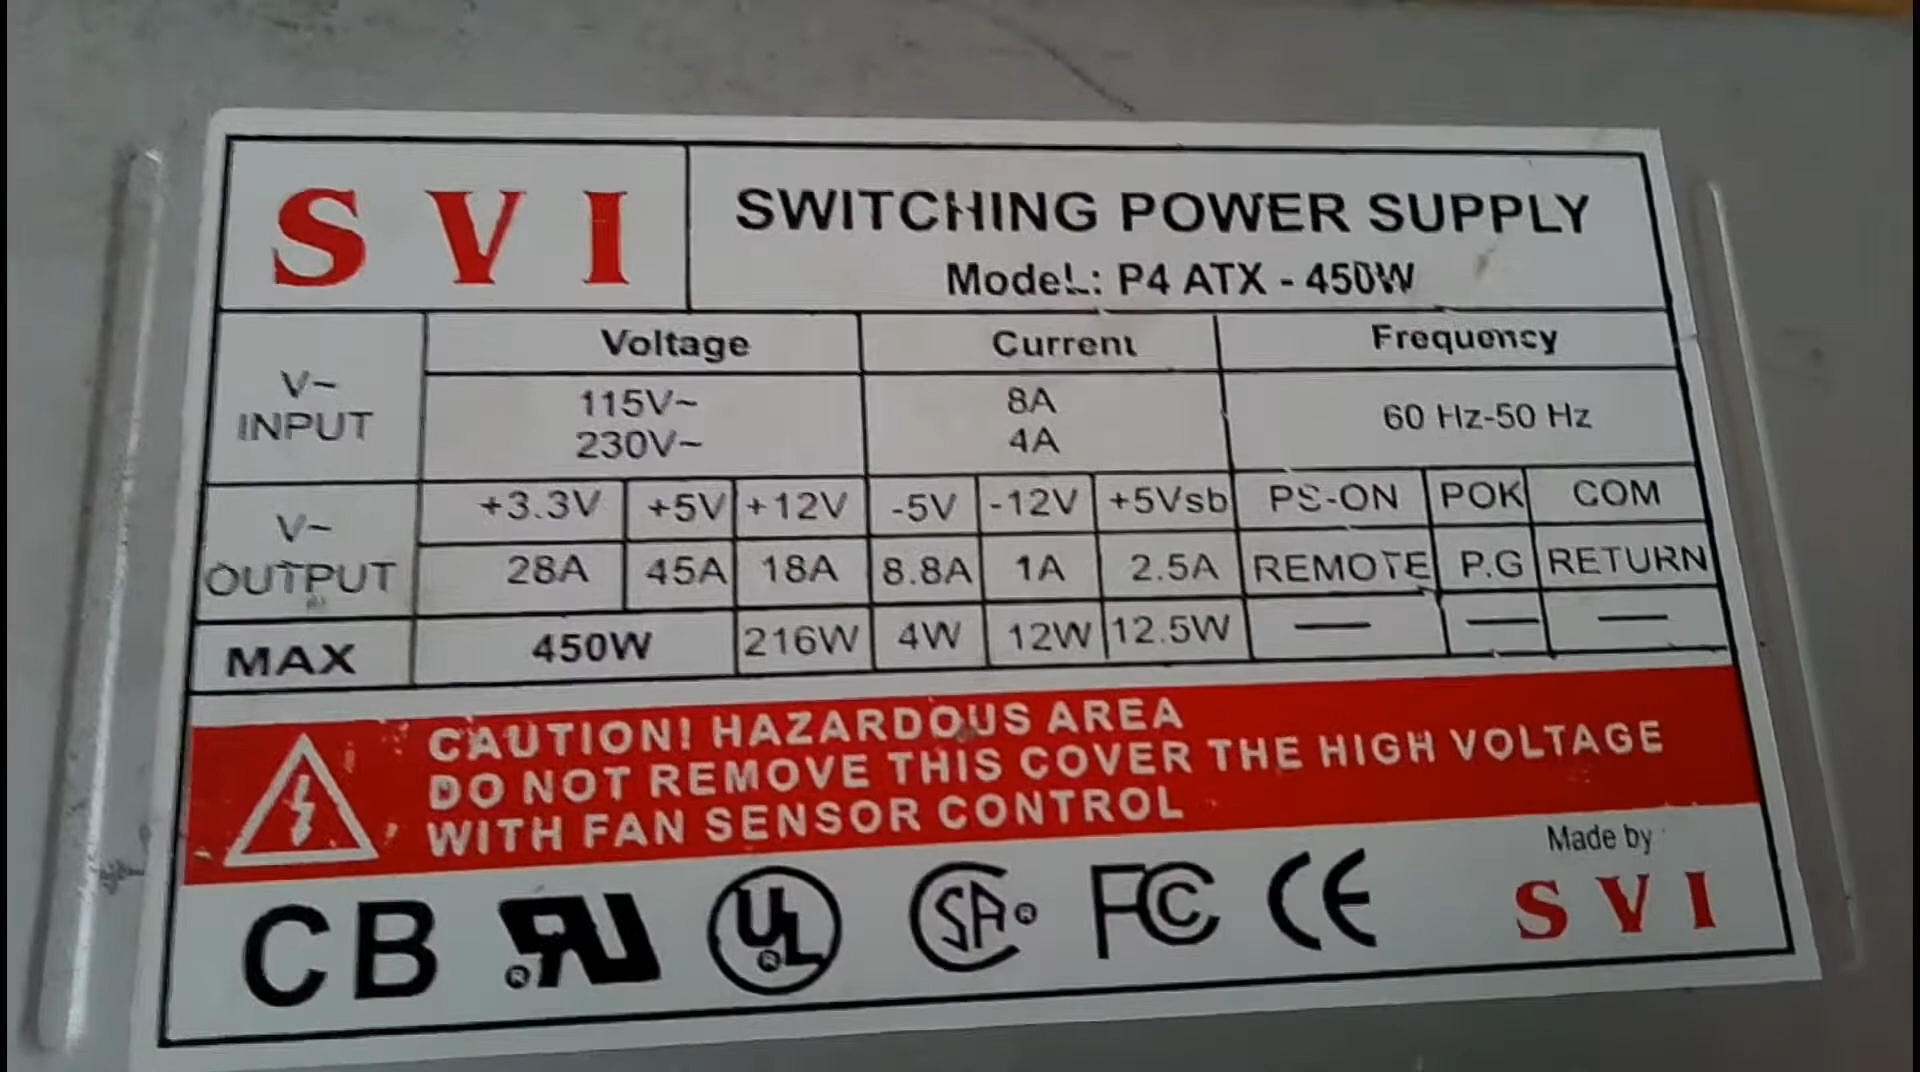 S V I
SWITCHING POWER SUPPLY
Model: P4 ATX - 450W
V~ INPUT
Voltage Current Frequency
115V~ 8A 60 Hz-50 Hz
230V~ 4A
V~ OUTPUT
+3.3V +5V +12V -5V -12V +5Vsb PS-ON POK COM
28A 45A 18A 8.8A 1A 2.5A REMOTE P.G RETURN
MAX 450W 216W 4W 12W 12.5W — — —
CAUTION! HAZARDOUS AREA
DO NOT REMOVE THIS COVER THE HIGH VOLTAGE
WITH FAN SENSOR CONTROL
Made by
CB ® RU UL ® SA ® FC CE S V I